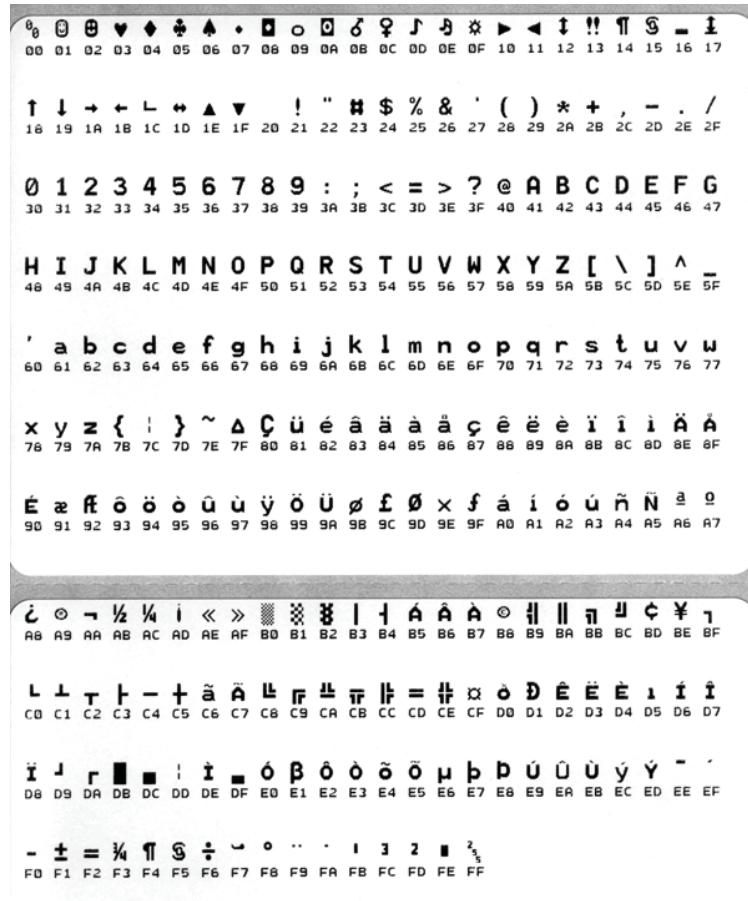 ⁰₀ ☺ ☻ ♥ ♦ ♣ ♠ • ◘ ○ ◙ ♂ ♀ ♪ ♫ ☼ ► ◄ ↕ ‼ ¶ § ▬ ↨
00 01 02 03 04 05 06 07 08 09 0A 0B 0C 0D 0E 0F 10 11 12 13 14 15 16 17
↑ ↓ → ← ∟ ↔ ▲ ▼ ! " # $ % & ' ( ) * + , - . /
18 19 1A 1B 1C 1D 1E 1F 20 21 22 23 24 25 26 27 28 29 2A 2B 2C 2D 2E 2F
0 1 2 3 4 5 6 7 8 9 : ; < = > ? @ A B C D E F G
30 31 32 33 34 35 36 37 38 39 3A 3B 3C 3D 3E 3F 40 41 42 43 44 45 46 47
H I J K L M N O P Q R S T U V W X Y Z [ \ ] ^ _
48 49 4A 4B 4C 4D 4E 4F 50 51 52 53 54 55 56 57 58 59 5A 5B 5C 5D 5E 5F
' a b c d e f g h i j k l m n o p q r s t u v w
60 61 62 63 64 65 66 67 68 69 6A 6B 6C 6D 6E 6F 70 71 72 73 74 75 76 77
x y z { ¦ } ~ ∆ Ç ü é â ä à å ç ê ë è ï î ì Ä Å
78 79 7A 7B 7C 7D 7E 7F 80 81 82 83 84 85 86 87 88 89 8A 8B 8C 8D 8E 8F
É æ Æ ô ö ò û ù ÿ Ö Ü ø £ Ø × ƒ á í ó ú ñ Ñ ª º
90 91 92 93 94 95 96 97 98 99 9A 9B 9C 9D 9E 9F A0 A1 A2 A3 A4 A5 A6 A7
¿ ® ¬ ½ ¼ ¡ « » ░ ▒ ▓ │ ┤ Á Â À © ╣ ║ ╗ ╝ ¢ ¥ ┐
A8 A9 AA AB AC AD AE AF B0 B1 B2 B3 B4 B5 B6 B7 B8 B9 BA BB BC BD BE BF
└ ┴ ┬ ├ ─ ┼ ã Ã ╚ ╔ ╩ ╦ ╠ ═ ╬ ¤ ð Ð Ê Ë È ı Í Î
C0 C1 C2 C3 C4 C5 C6 C7 C8 C9 CA CB CC CD CE CF D0 D1 D2 D3 D4 D5 D6 D7
Ï ┘ ┌ █ ▄ ¦ Ì ▬ Ó β Ô Ò õ Õ µ þ Þ Ú Û Ù ý Ý ¯ ´
D8 D9 DA DB DC DD DE DF E0 E1 E2 E3 E4 E5 E6 E7 E8 E9 EA EB EC ED EE EF
- ± = ¾ ¶ § ÷ ¸ ° ¨ · ı 3 2 ■ ²₅₅
F0 F1 F2 F3 F4 F5 F6 F7 F8 F9 FA FB FC FD FE FF